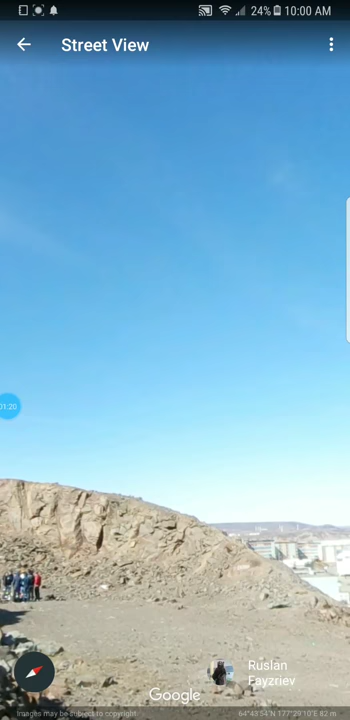 24% 10:00 AM
Street View
01:20
Ruslan
Fayzriev
Google
Images may be subject to copyright. 64°43'54"N 177°29'10"E 82 m